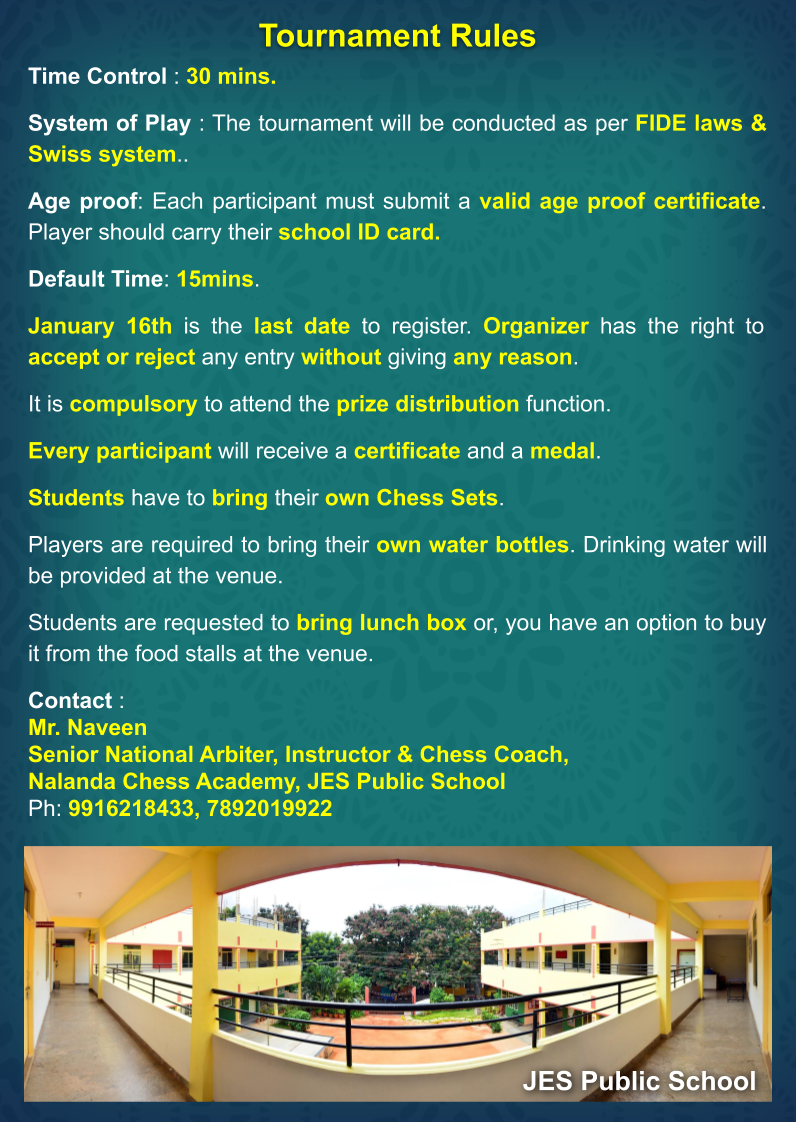 Tournament Rules
Time Control : 30 mins.
System of Play : The tournament will be conducted as per FIDE laws &
Swiss system..
Age proof: Each participant must submit a valid age proof certificate.
Player should carry their school ID card.
Default Time: 15mins.
January 16th is the last date to register. Organizer has the right to
accept or reject any entry without giving any reason.
It is compulsory to attend the prize distribution function.
Every participant will receive a certificate and a medal.
Students have to bring their own Chess Sets.
Players are required to bring their own water bottles. Drinking water will
be provided at the venue.
Students are requested to bring lunch box or, you have an option to buy
it from the food stalls at the venue.
Contact :
Mr. Naveen
Senior National Arbiter, Instructor & Chess Coach,
Nalanda Chess Academy, JES Public School
Ph: 9916218433, 7892019922
JES Public School